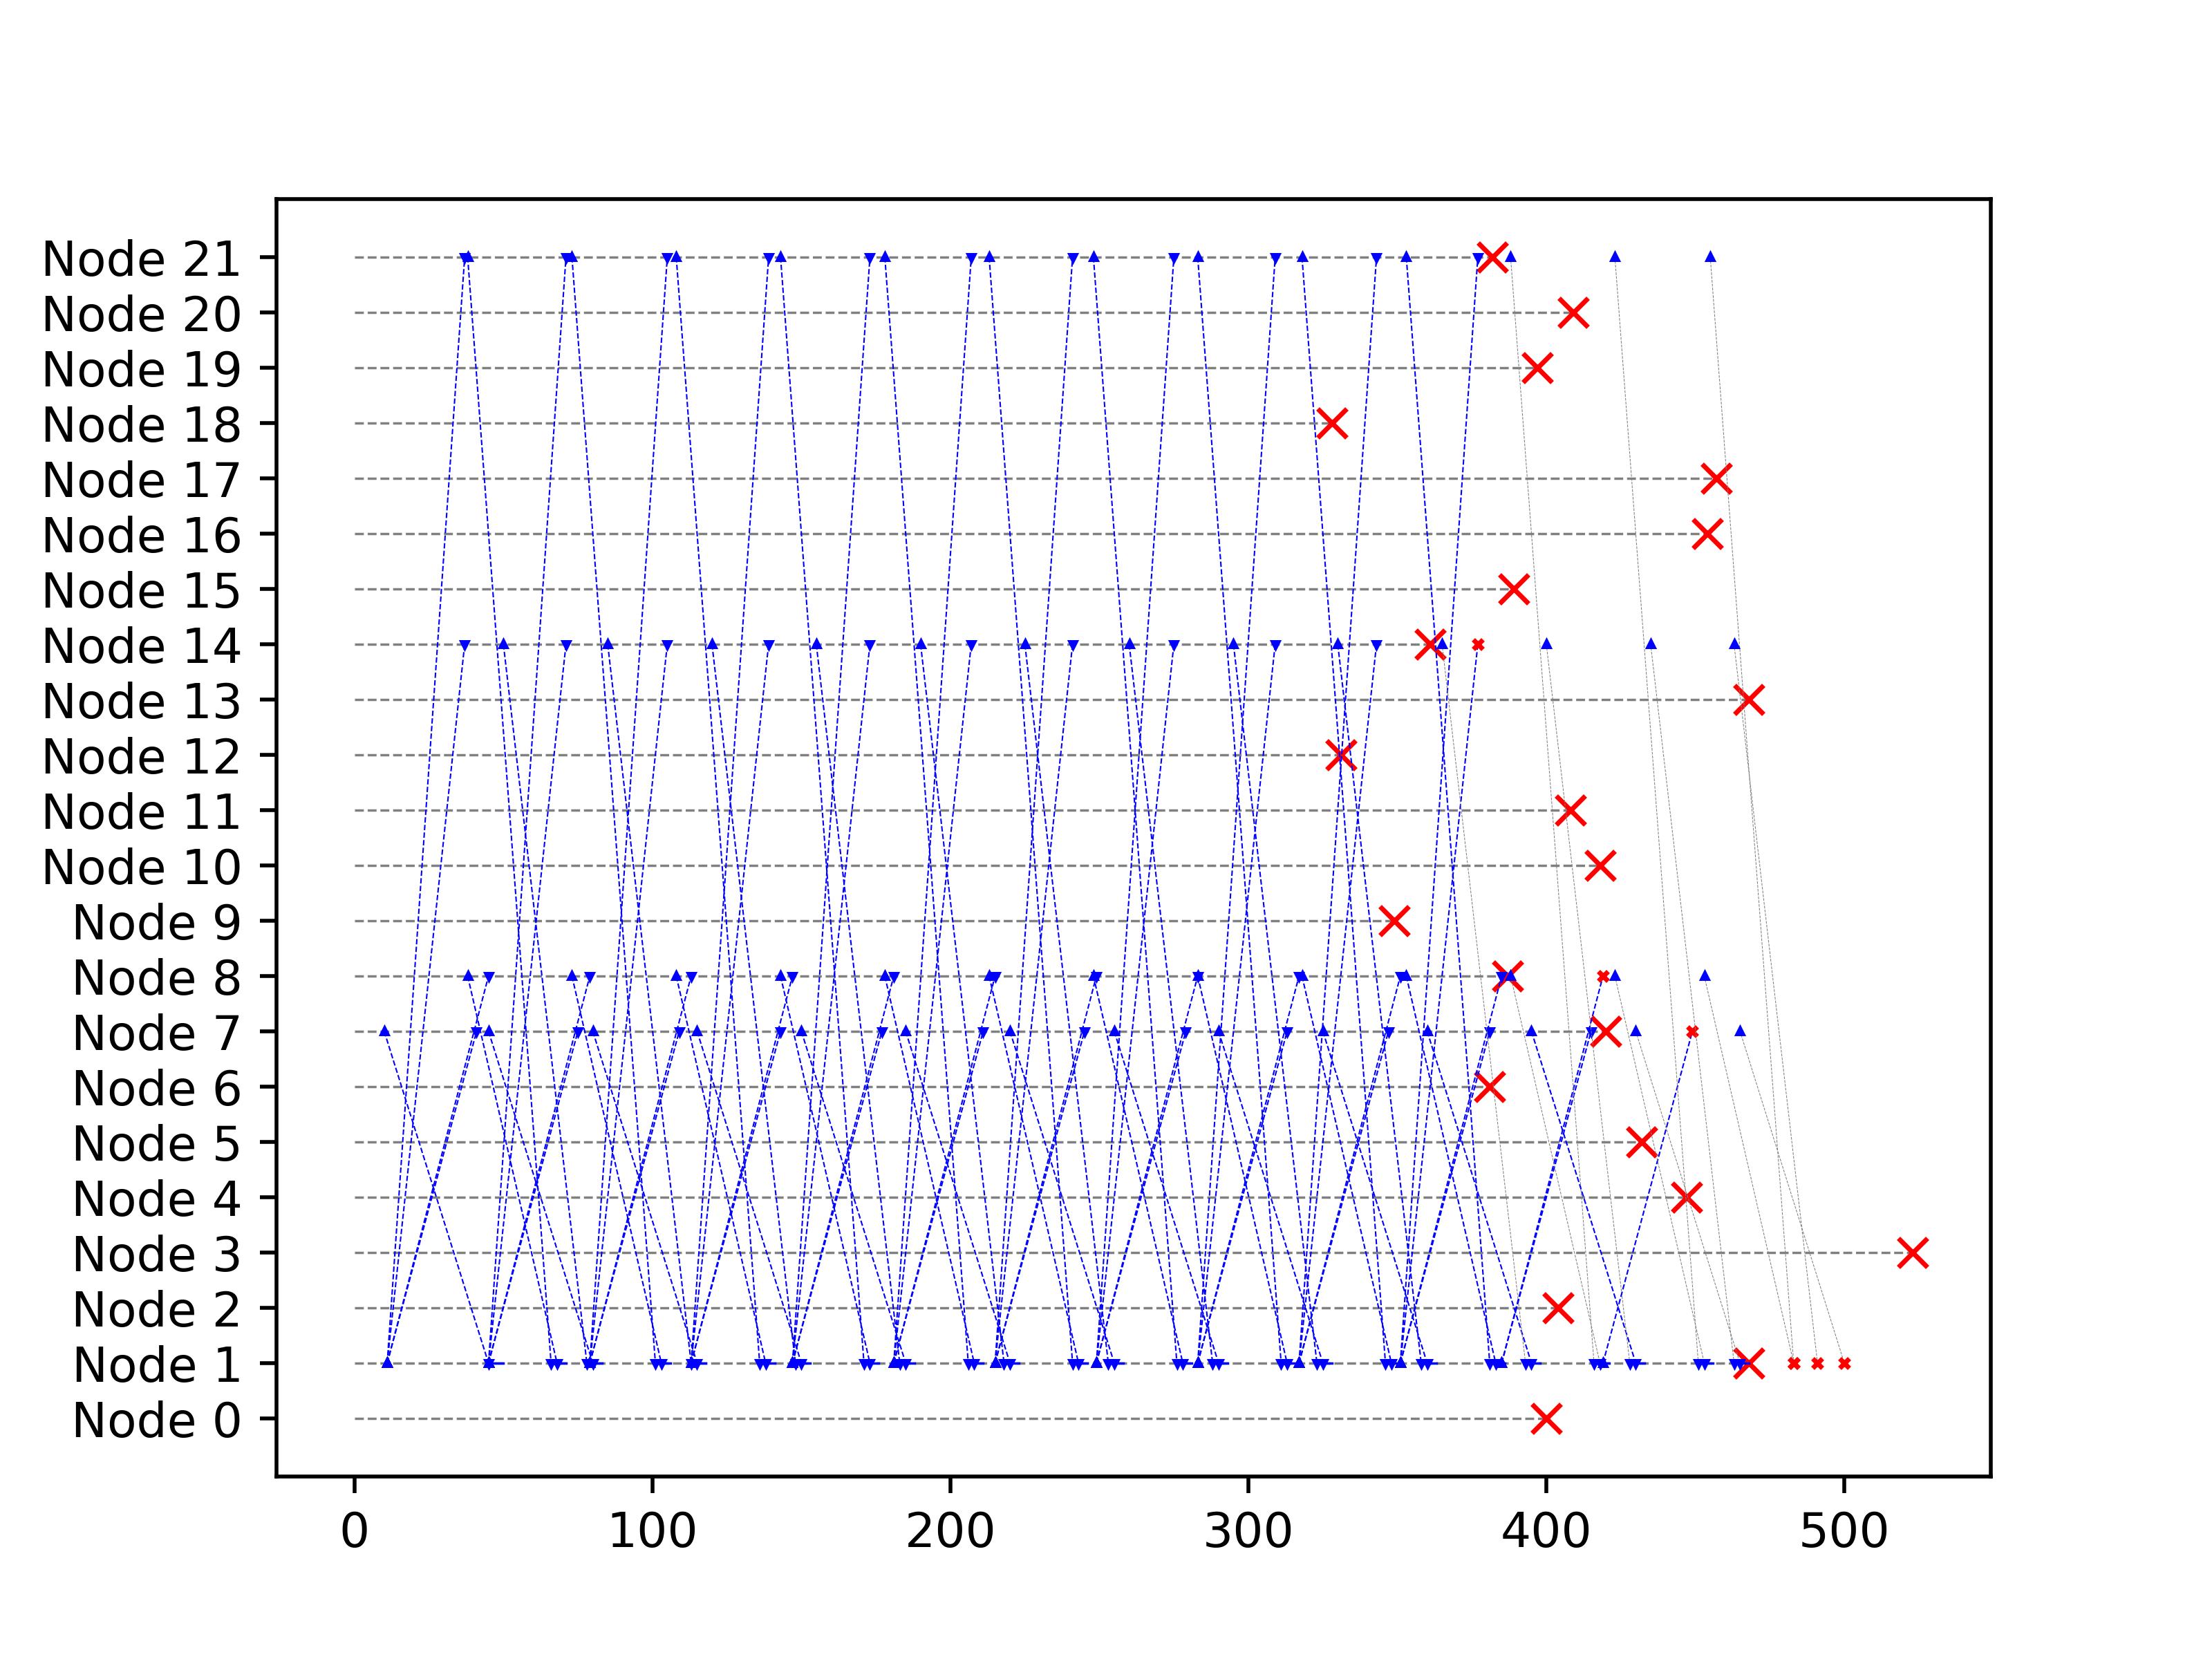 Node 21
Node 20
Node 19
Node 18
Node 17
Node 16
Node 15
Node 14
Node 13
Node 12
Node 11
Node 10
Node 9
Node 8
Node 7
Node 6
Node 5
Node 4
Node 3
Node 2
Node 1
Node 0
0 100 200 300 400 500